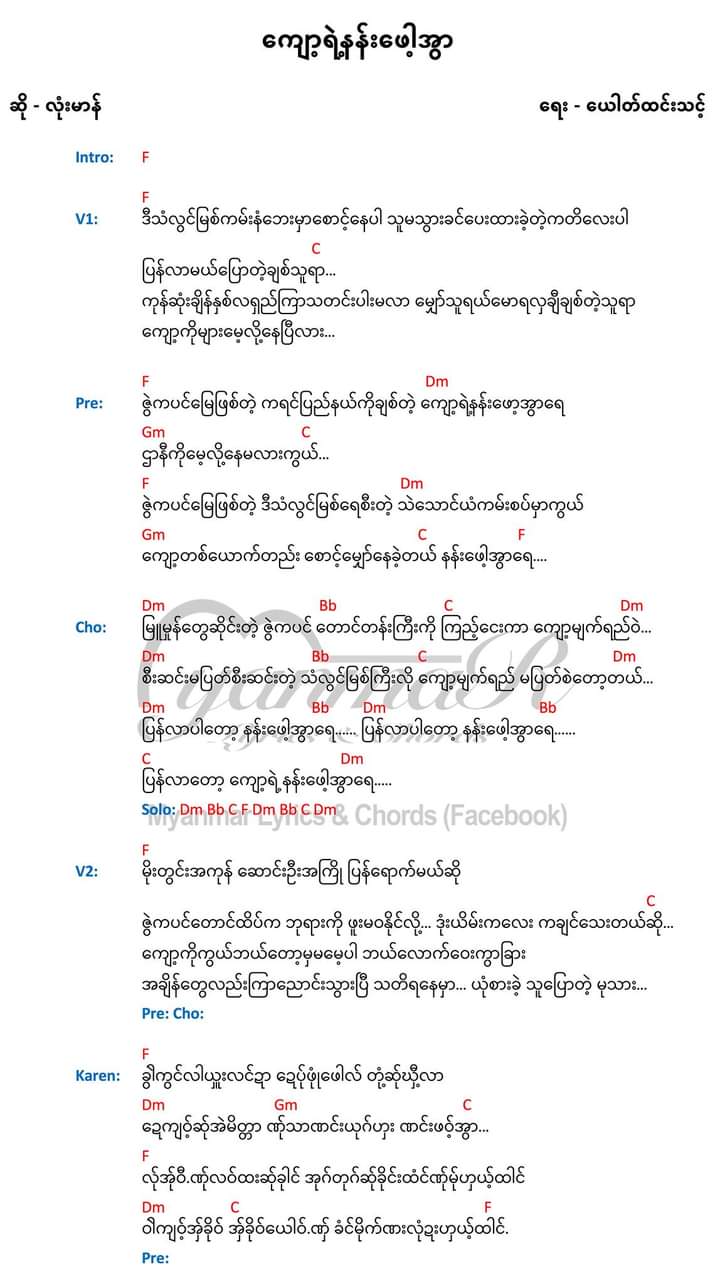 ကျော့ရဲ့နန်းဖေါ့အွာ
ဆို - လုံးမာန် ရေး - ယေါတ်ထင်းသင့်
Intro: F
F
V1: ဒီသံလွင်မြစ်ကမ်းနံဘေးမှာစောင့်နေပါ သူမသွားခင်ပေးထားခဲ့တဲ့ကတိလေးပါ
C
ပြန်လာမယ်ပြောတဲ့ချစ်သူရာ...
ကုန်ဆုံးချိန်နှစ်လရှည်ကြာသတင်းပါးမလာ မျှော်သူရယ်မောရလှချီချစ်တဲ့သူရာ
ကျော့ကိုများမေ့လို့နေပြီလား...
F Dm
Pre: ဇွဲကပင်မြေဖြစ်တဲ့ ကရင်ပြည်နယ်ကိုချစ်တဲ့ ကျော့ရဲ့နန်းဖော့အွာရေ
Gm C
ဌာနီကိုမေ့လို့နေမလားကွယ်...
F Dm
ဇွဲကပင်မြေဖြစ်တဲ့ ဒီသံလွင်မြစ်ရေစီးတဲ့ သဲသောင်ယံကမ်းစပ်မှာကွယ်
Gm C F
ကျော့တစ်ယောက်တည်း စောင့်မျှော်နေခဲ့တယ် နန်းဖေါ့အွာရေ....
Dm Bb C Dm
Cho: မြူမှုန်တွေဆိုင်းတဲ့ ဇွဲကပင် တောင်တန်းကြီးကို ကြည့်ငေးကာ ကျော့မျက်ရည်ဝဲ...
Dm Bb C Dm
စီးဆင်းမပြတ်စီးဆင်းတဲ့ သံလွင်မြစ်ကြီးလို ကျော့မျက်ရည် မပြတ်စဲတော့တယ်...
Dm Bb Dm Bb
ပြန်လာပါတော့ နန်းဖေါ့အွာရေ...... ပြန်လာပါတော့ နန်းဖေါ့အွာရေ......
C Dm
ပြန်လာတော့ ကျော့ရဲ့ နန်းဖေါ့အွာရေ.....
Solo: Dm Bb C F Dm Bb C Dm
Myanmar Lyrics & Chords (Facebook)
F
V2: မိုးတွင်းအကုန် ဆောင်းဦးအကြို ပြန်ရောက်မယ်ဆို
C
ဇွဲကပင်တောင်ထိပ်က ဘုရားကို ဖူးမဝနိုင်လို့... ဒုံးယိမ်းကလေး ကချင်သေးတယ်ဆို...
ကျော့ကိုကွယ်ဘယ်တော့မှမမေ့ပါ ဘယ်လောက်ဝေးကွာခြား
အချိန်တွေလည်းကြာညောင်းသွားပြီ သတိရနေမှာ... ယုံစားခဲ့ သူပြောတဲ့ မုသား...
Pre: Cho:
F
Karen: ခွါဲကွင်လါယှူးလင်ဍာ ဍေပ်ုဖုံုဖေါလ် တုံ့ဆ်ုဃှီ့လာ
Dm Gm C
ဍေကျဝ့်ဆ်ုအဲမိတ္တာ ဏ်ုသာဏင်းယုဂ်ဟှး ဏင်းဖဝ့်အွာ...
F
လ်ုအ်ုဝီ.ဏ်ုလဝ်ထးဆ်ုခှါင် အုဂ်တုဂ်ဆ်ုခိုင်းထံင်ဏ်ုမ်ုဟှယ့်ထါင်
Dm C F
ဝါဲကျဝ့်အှ်ခိုဝ် အှ်ခိုဝ်ယေါဝ်.ဏှ် ခံင်မိုက်ဏးလုံဍးဟှယ့်ထါင်.
Pre: